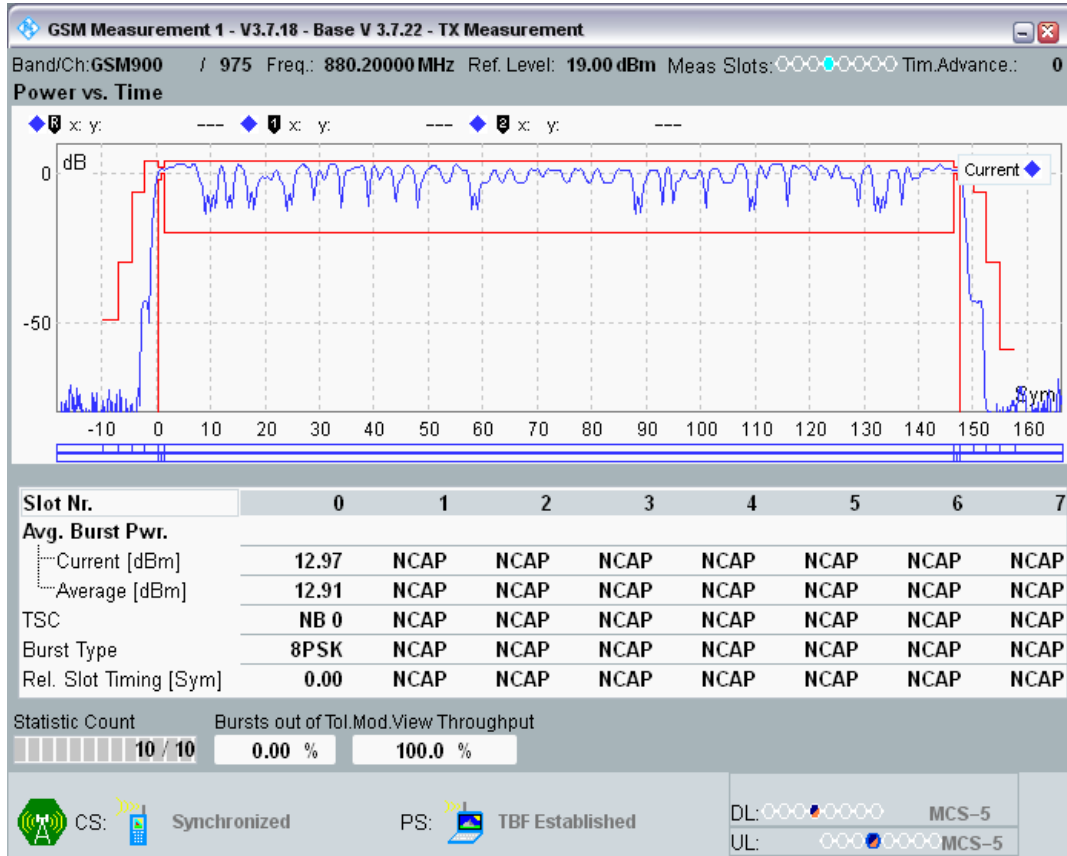 GSM Measurement 1 - V3.7.18 - Base V 3.7.22 - TX Measurement
Band/Ch:GSM900 / 975 Freq.: 880.20000 MHz Ref. Level: 19.00 dBm Meas Slots: Tim.Advance.: 0
Power vs. Time
R x: y: --- 1 x: y: --- 2 x: y: ---
dB
Current
0
-50
Sym
-10 0 10 20 30 40 50 60 70 80 90 100 110 120 130 140 150 160
Slot Nr. 0 1 2 3 4 5 6 7
Avg. Burst Pwr.
Current [dBm] 12.97 NCAP NCAP NCAP NCAP NCAP NCAP NCAP
Average [dBm] 12.91 NCAP NCAP NCAP NCAP NCAP NCAP NCAP
TSC NB 0 NCAP NCAP NCAP NCAP NCAP NCAP NCAP
Burst Type 8PSK NCAP NCAP NCAP NCAP NCAP NCAP NCAP
Rel. Slot Timing [Sym] 0.00 NCAP NCAP NCAP NCAP NCAP NCAP NCAP
Statistic Count Bursts out of Tol.Mod.View Throughput
10 / 10 0.00 % 100.0 %
CS: Synchronized PS: TBF Established
DL: MCS-5
UL: MCS-5